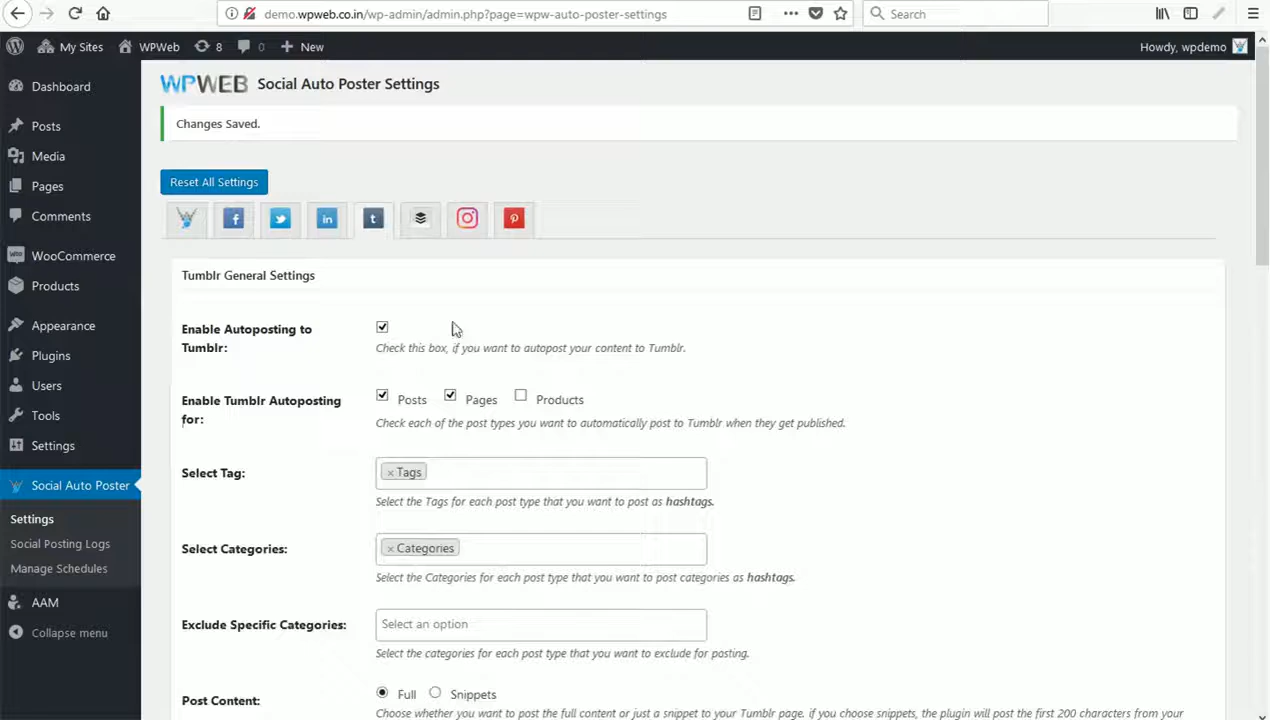 demo.wpweb.co.in/wp-admin/admin.php?page=wpw-auto-poster-settings
Search
My Sites
WPWeb
8
0
New
Howdy, wpdemo
Dashboard
Posts
Media
Pages
Comments
WooCommerce
Products
Appearance
Plugins
Users
Tools
Settings
Social Auto Poster
Settings
Social Posting Logs
Manage Schedules
AAM
Collapse menu
WPWEB Social Auto Poster Settings
Changes Saved.
Reset All Settings
Tumblr General Settings
Enable Autoposting to
Tumblr:
Check this box, if you want to autopost your content to Tumblr.
Enable Tumblr Autoposting
for:
Posts Pages Products
Check each of the post types you want to automatically post to Tumblr when they get published.
Select Tag:
× Tags
Select the Tags for each post type that you want to post as hashtags.
Select Categories:
× Categories
Select the Categories for each post type that you want to post categories as hashtags.
Exclude Specific Categories:
Select an option
Select the categories for each post type that you want to exclude for posting.
Post Content:
Full Snippets
Choose whether you want to post the full content or just a snippet to your Tumblr page. if you choose snippets, the plugin will post the first 200 characters from your